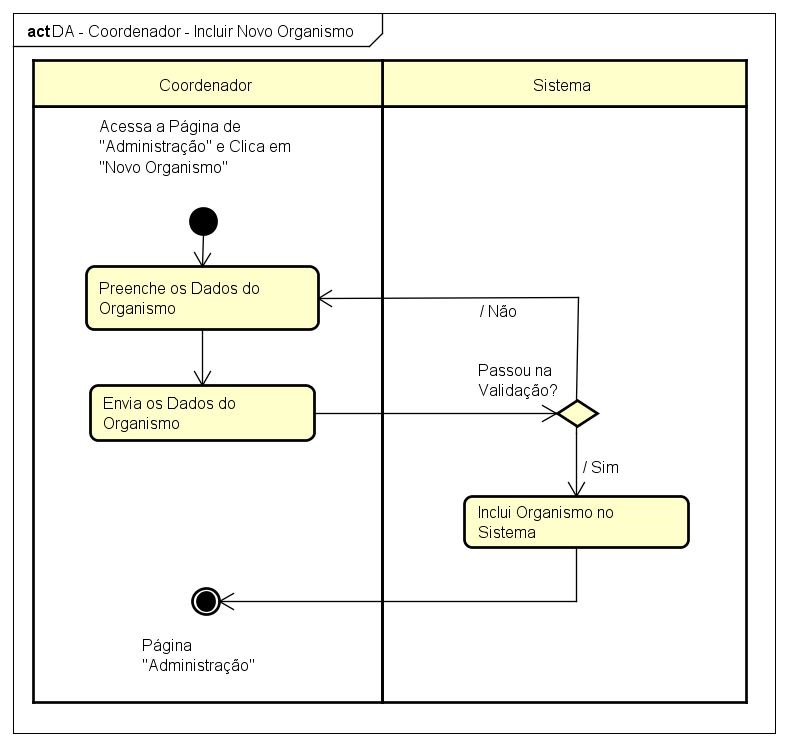 act DA - Coordenador - Incluir Novo Organismo
Coordenador
Sistema
Acessa a Página de
"Administração" e Clica em
"Novo Organismo"
Preenche os Dados do
Organismo
/ Não
Passou na
Validação?
Envia os Dados do
Organismo
/ Sim
Inclui Organismo no
Sistema
Página
"Administração"